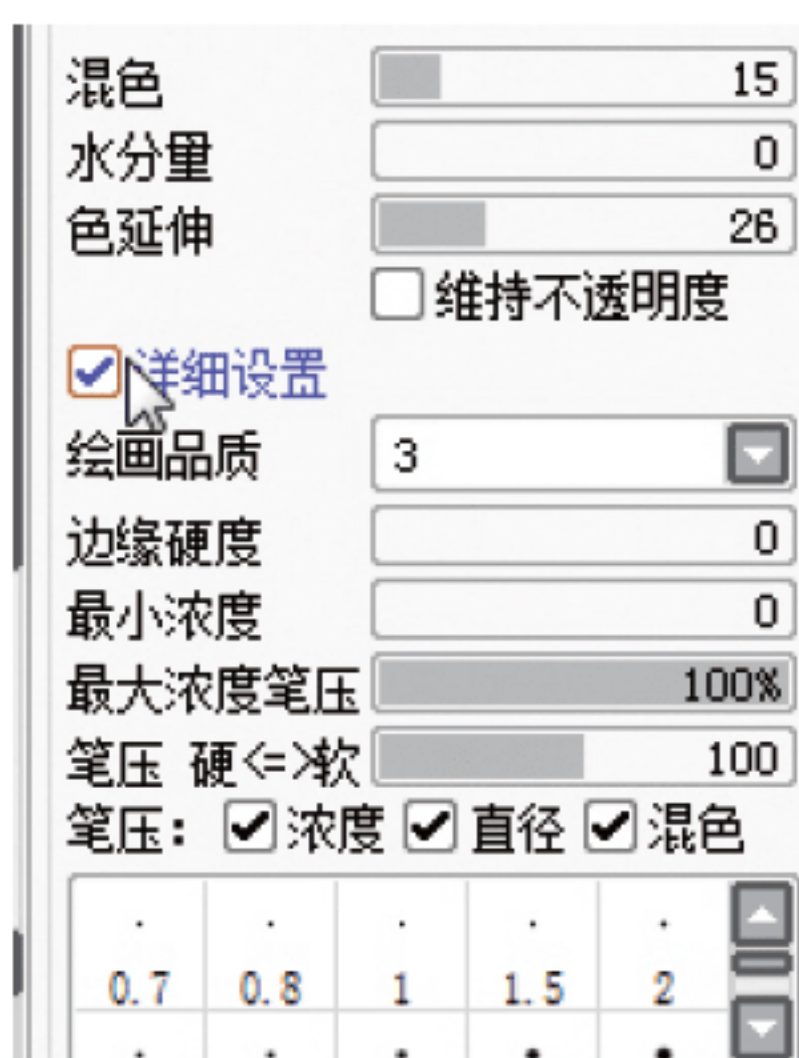 混色 15
水分量 0
色延伸 26
维持不透明度
详细设置
绘画品质 3
边缘硬度 0
最小浓度 0
最大浓度笔压 100%
笔压 硬<=>软 100
笔压： 浓度 直径 混色
0.7 0.8 1 1.5 2